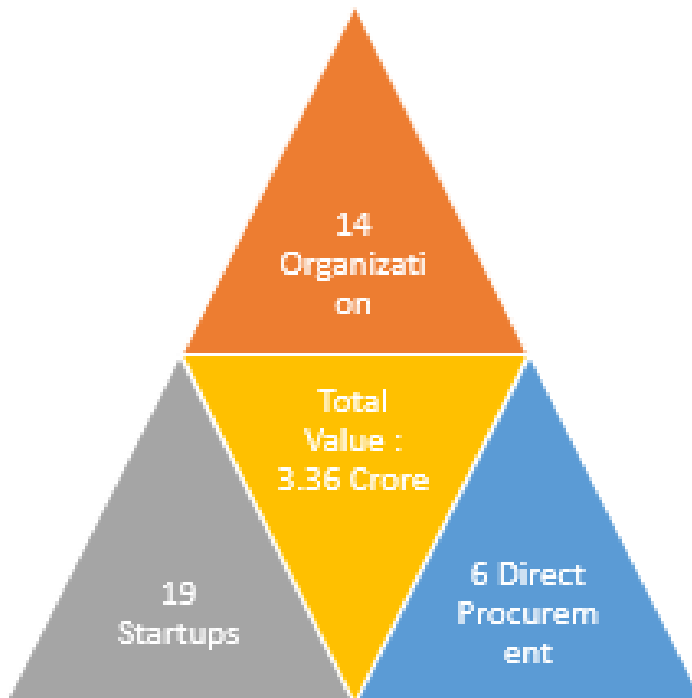 14
Organizati
on
Total
Value :
3.36 Crore
19
Startups
6 Direct
Procurem
ent